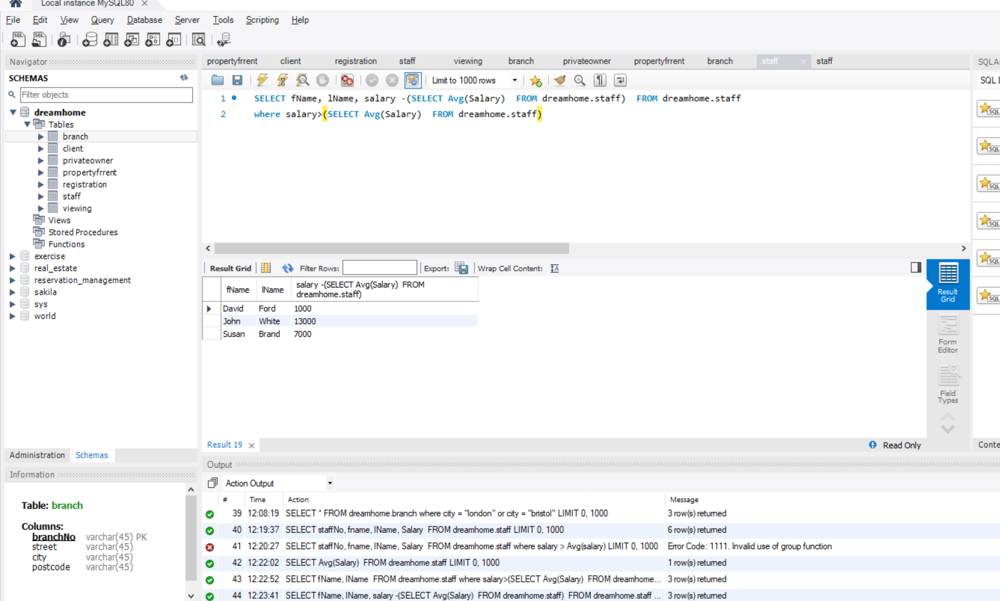 Local instance MySQL80
File Edit View Query Database Server Tools Scripting Help
Navigator
SCHEMAS
Filter objects
dreamhome
Tables
branch
client
privateowner
propertyfrrent
registration
staff
viewing
Views
Stored Procedures
Functions
exercise
real_estate
reservation_management
sakila
sys
world
Administration Schemas
Information
Table: branch
Columns:
branchNo varchar(45) PK
street varchar(45)
city varchar(45)
postcode varchar(45)
propertyfrrent client registration staff viewing branch privateowner propertyfrrent branch staff staff
Limit to 1000 rows
1 SELECT fName, lName, salary -(SELECT Avg(Salary) FROM dreamhome.staff) FROM dreamhome.staff
2 where salary>(SELECT Avg(Salary) FROM dreamhome.staff)
Result Grid Filter Rows: Export: Wrap Cell Content:
fName lName salary -(SELECT Avg(Salary) FROM
dreamhome.staff)
David Ford 1000
John White 13000
Susan Brand 7000
Result
Grid
Form
Editor
Field
Types
Result 19 Read Only
Output
Action Output
# Time Action Message
39 12:08:19 SELECT * FROM dreamhome.branch where city = "london" or city = "bristol" LIMIT 0, 1000 3 row(s) returned
40 12:19:37 SELECT staffNo, fname, lName, Salary FROM dreamhome.staff LIMIT 0, 1000 6 row(s) returned
41 12:20:27 SELECT staffNo, fname, lName, Salary FROM dreamhome.staff where salary > Avg(salary) LIMIT 0, 1000 Error Code: 1111. Invalid use of group function
42 12:22:02 SELECT Avg(Salary) FROM dreamhome.staff LIMIT 0, 1000 1 row(s) returned
43 12:22:52 SELECT fName, lName FROM dreamhome.staff where salary>(SELECT Avg(Salary) FROM dreamhome... 3 row(s) returned
44 12:23:41 SELECT fName, lName, salary -(SELECT Avg(Salary) FROM dreamhome.staff) FROM dreamhome.staff ... 3 row(s) returned
SQL
SQL
SQL
SQL
SQL
SQL
SQL